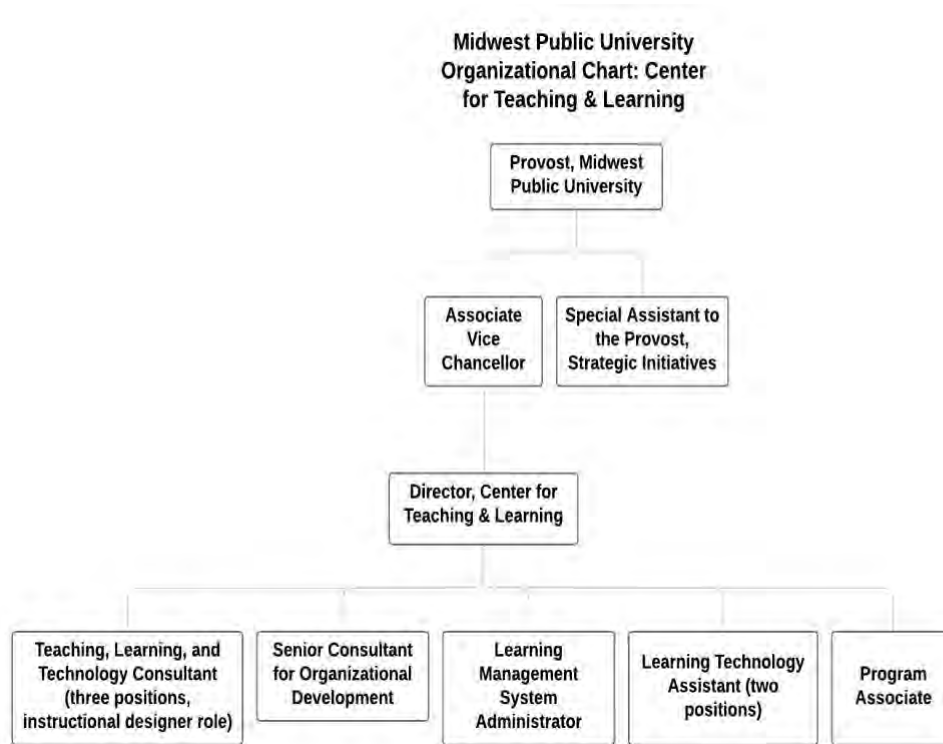 Midwest Public University
Organizational Chart: Center
for Teaching & Learning
Provost, Midwest
Public University
Associate
Vice
Chancellor
Special Assistant to
the Provost,
Strategic Initiatives
Director, Center for
Teaching & Learning
Teaching, Learning, and
Technology Consultant
(three positions,
instructional designer role)
Senior Consultant
for Organizational
Development
Learning
Management
System
Administrator
Learning Technology
Assistant (two
positions)
Program
Associate